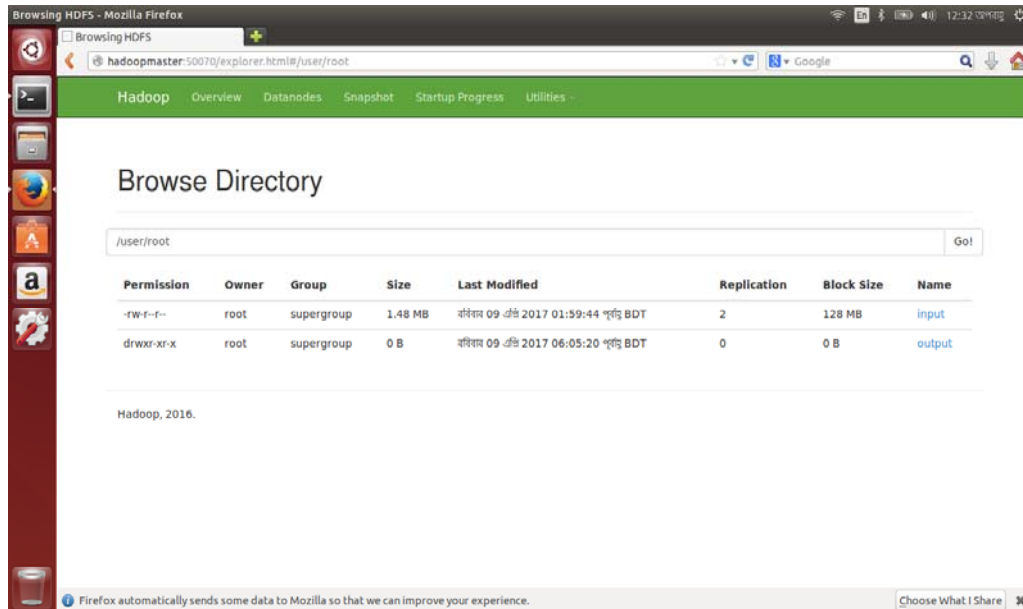 Browsing HDFS - Mozilla Firefox
En 12:32 অপরাহ্ণ
Browsing HDFS
hadoopmaster:50070/explorer.html#/user/root
Google
Hadoop Overview Datanodes Snapshot Startup Progress Utilities
Browse Directory
/user/root Go!
Permission Owner Group Size Last Modified Replication Block Size Name
-rw-r--r-- root supergroup 1.48 MB রবিবার 09 এপ্রি 2017 01:59:44 পূর্বাহ্ণ BDT 2 128 MB input
drwxr-xr-x root supergroup 0 B রবিবার 09 এপ্রি 2017 06:05:20 পূর্বাহ্ণ BDT 0 0 B output
Hadoop, 2016.
Firefox automatically sends some data to Mozilla so that we can improve your experience. Choose What I Share